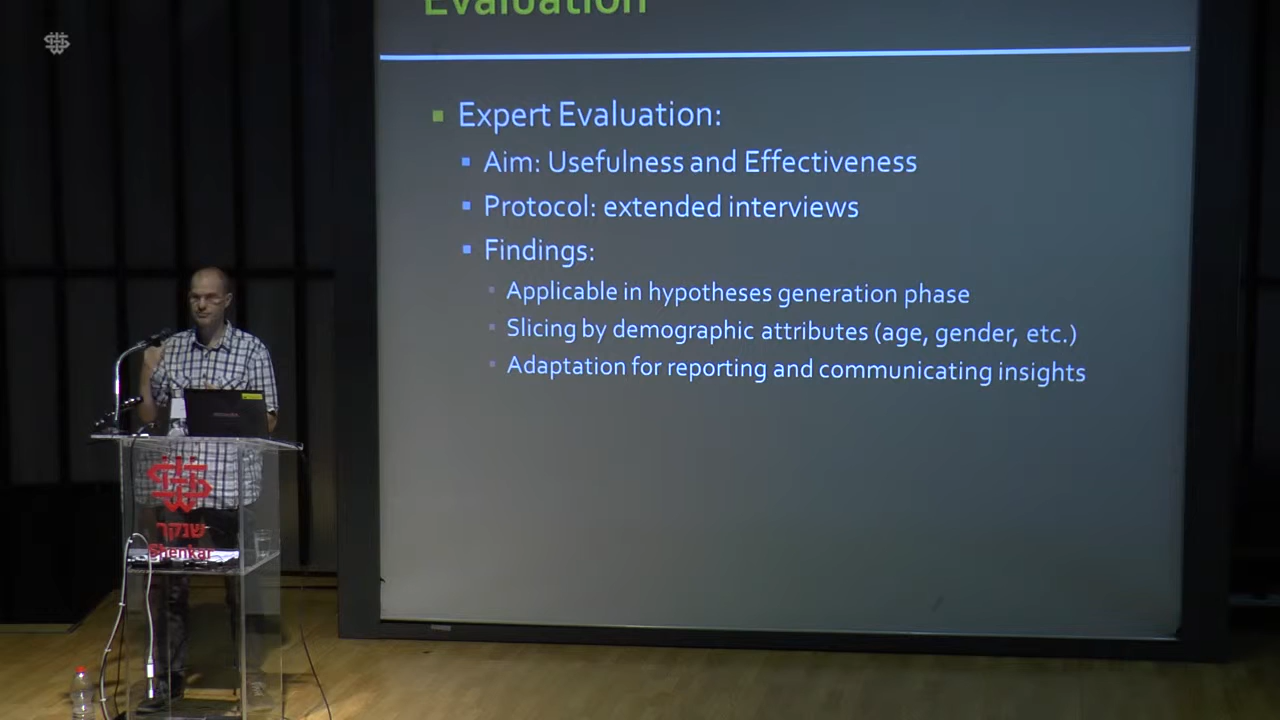 Evaluation
Expert Evaluation:
Aim: Usefulness and Effectiveness
Protocol: extended interviews
Findings:
Applicable in hypotheses generation phase
Slicing by demographic attributes (age, gender, etc.)
Adaptation for reporting and communicating insights
שנקר
Shenkar